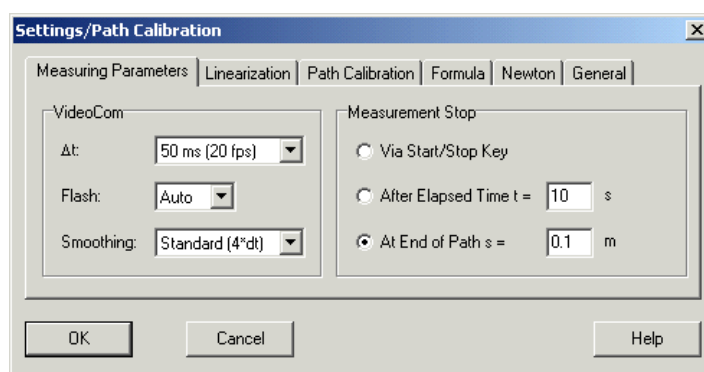 Settings/Path Calibration
Measuring Parameters Linearization Path Calibration Formula Newton General
VideoCom
Δt: 50 ms (20 fps)
Flash: Auto
Smoothing: Standard (4*dt)
Measurement Stop
Via Start/Stop Key
After Elapsed Time t = 10 s
At End of Path s = 0.1 m
OK Cancel Help